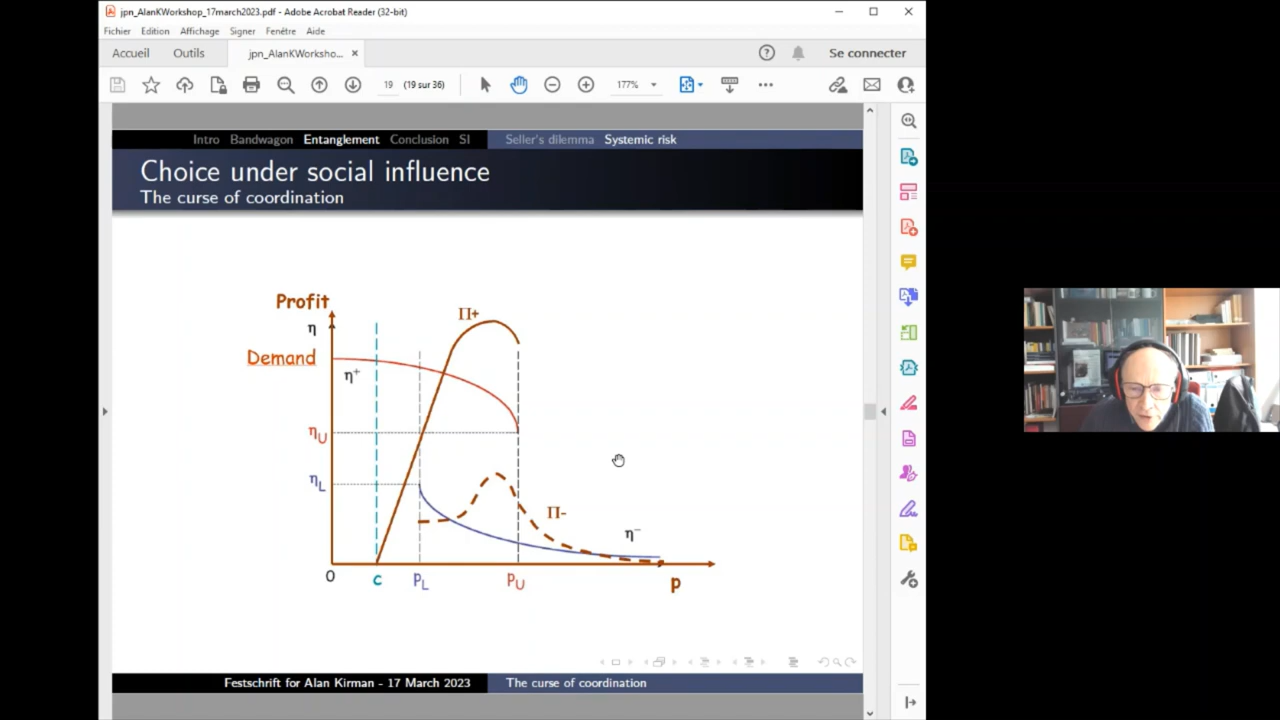 jpn_AlanKWorkshop_17march2023.pdf - Adobe Acrobat Reader (32-bit)
Fichier Edition Affichage Signer Fenêtre Aide
Accueil Outils jpn_AlanKWorksho... Se connecter
19 (19 sur 36) 177%
Intro Bandwagon Entanglement Conclusion SI Seller's dilemma Systemic risk
Choice under social influence
The curse of coordination
Profit
Π+
η
Demand
η+
ηU
ηL
Π-
η−
0 c pL pU p
Festschrift for Alan Kirman - 17 March 2023 The curse of coordination